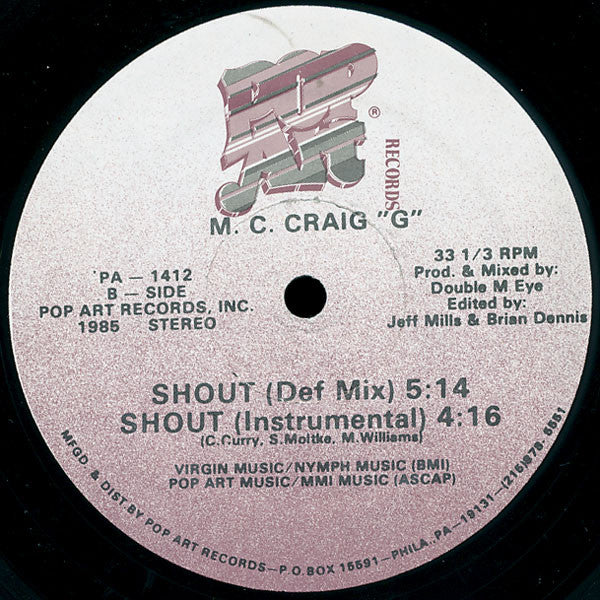 POP
ART
®
RECORDS
M. C. CRAIG "G"
PA — 1412
B — SIDE
POP ART RECORDS, INC.
1985 STEREO
33 1/3 RPM
Prod. & Mixed by:
Double M Eye
Edited by:
Jeff Mills & Brian Dennis
SHOUT (Def Mix) 5:14
SHOUT (Instrumental) 4:16
(C.Curry, S.Moltke, M.Williams)
VIRGIN MUSIC/NYMPH MUSIC (BMI)
POP ART MUSIC/MMI MUSIC (ASCAP)
MFGD. & DIST.BY POP ART RECORDS—P.O.BOX 15591—PHILA.,PA—19131—(215)878-6551